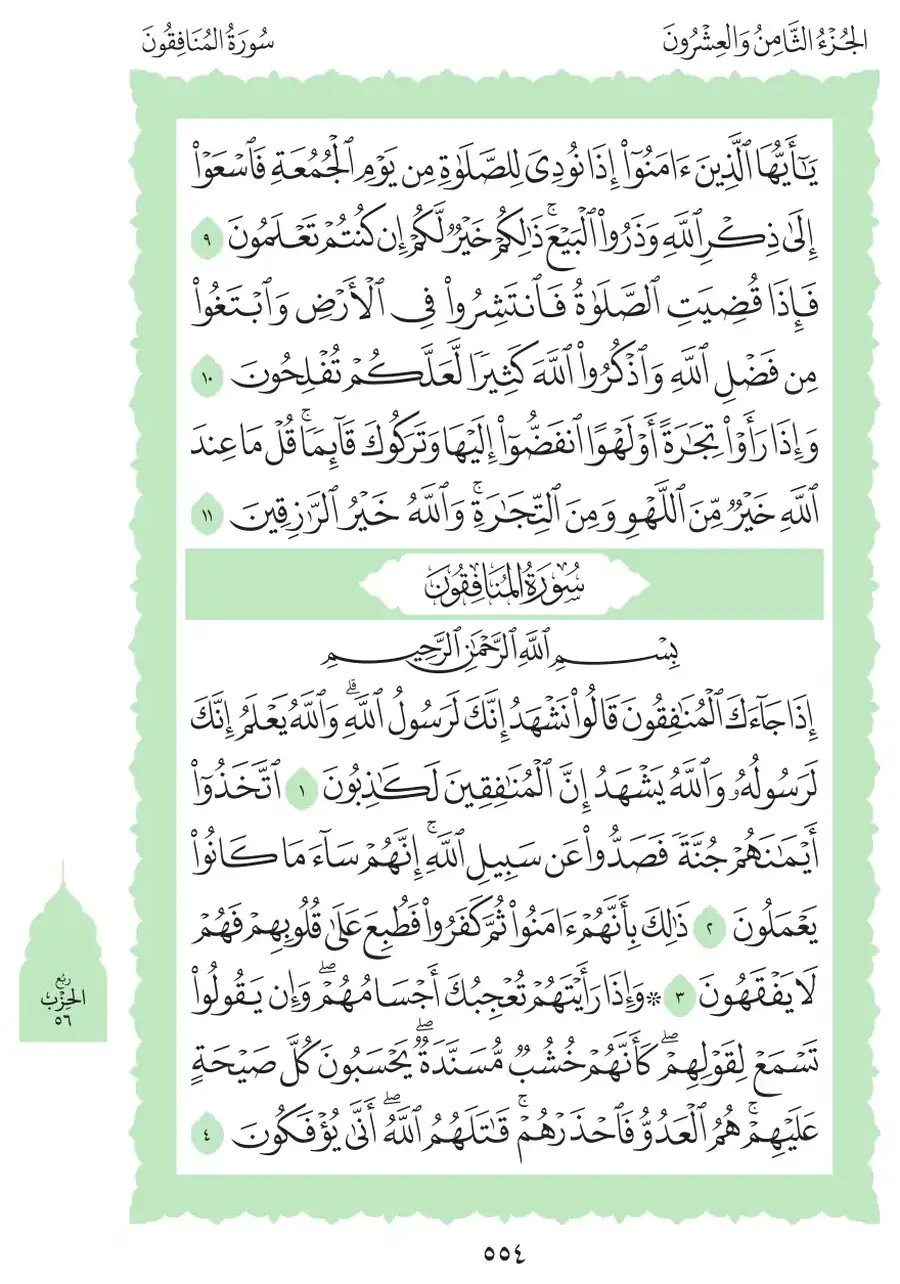 الجُزْءُ الثَّامِنُ وَالعِشْرُونَ
سُورَةُ المُنَافِقُونَ
يَـٰٓأَيُّهَا ٱلَّذِينَ ءَامَنُوٓا۟ إِذَا نُودِىَ لِلصَّلَوٰةِ مِن يَوْمِ ٱلْجُمُعَةِ فَٱسْعَوْا۟
إِلَىٰ ذِكْرِ ٱللَّهِ وَذَرُوا۟ ٱلْبَيْعَ ۚ ذَٰلِكُمْ خَيْرٌ لَّكُمْ إِن كُنتُمْ تَعْلَمُونَ ٩
فَإِذَا قُضِيَتِ ٱلصَّلَوٰةُ فَٱنتَشِرُوا۟ فِى ٱلْأَرْضِ وَٱبْتَغُوا۟
مِن فَضْلِ ٱللَّهِ وَٱذْكُرُوا۟ ٱللَّهَ كَثِيرًا لَّعَلَّكُمْ تُفْلِحُونَ ١٠
وَإِذَا رَأَوْا۟ تِجَـٰرَةً أَوْ لَهْوًا ٱنفَضُّوٓا۟ إِلَيْهَا وَتَرَكُوكَ قَآئِمًا ۚ قُلْ مَا عِندَ
ٱللَّهِ خَيْرٌ مِّنَ ٱللَّهْوِ وَمِنَ ٱلتِّجَـٰرَةِ ۚ وَٱللَّهُ خَيْرُ ٱلرَّٰزِقِينَ ١١
سُورَةُ المُنَافِقُونَ
بِسْمِ ٱللَّهِ ٱلرَّحْمَـٰنِ ٱلرَّحِيمِ
إِذَا جَآءَكَ ٱلْمُنَـٰفِقُونَ قَالُوا۟ نَشْهَدُ إِنَّكَ لَرَسُولُ ٱللَّهِ ۗ وَٱللَّهُ يَعْلَمُ إِنَّكَ
لَرَسُولُهُۥ وَٱللَّهُ يَشْهَدُ إِنَّ ٱلْمُنَـٰفِقِينَ لَكَـٰذِبُونَ ١ ٱتَّخَذُوٓا۟
أَيْمَـٰنَهُمْ جُنَّةً فَصَدُّوا۟ عَن سَبِيلِ ٱللَّهِ ۚ إِنَّهُمْ سَآءَ مَا كَانُوا۟
يَعْمَلُونَ ٢ ذَٰلِكَ بِأَنَّهُمْ ءَامَنُوا۟ ثُمَّ كَفَرُوا۟ فَطُبِعَ عَلَىٰ قُلُوبِهِمْ فَهُمْ
لَا يَفْقَهُونَ ٣ ۞ وَإِذَا رَأَيْتَهُمْ تُعْجِبُكَ أَجْسَامُهُمْ ۖ وَإِن يَقُولُوا۟
تَسْمَعْ لِقَوْلِهِمْ ۖ كَأَنَّهُمْ خُشُبٌ مُّسَنَّدَةٌ ۖ يَحْسَبُونَ كُلَّ صَيْحَةٍ
عَلَيْهِمْ ۚ هُمُ ٱلْعَدُوُّ فَٱحْذَرْهُمْ ۚ قَـٰتَلَهُمُ ٱللَّهُ ۖ أَنَّىٰ يُؤْفَكُونَ ٤
رُبُع
الحِزْب
٥٦
٥٥٤